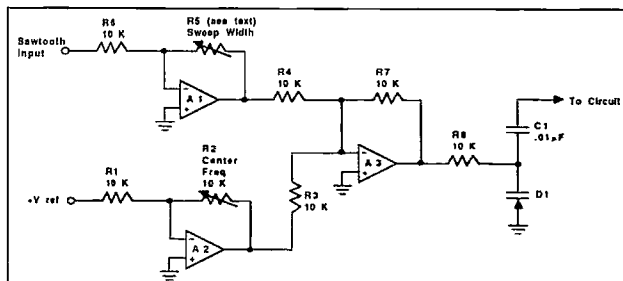 R6
10 K
R5 (see text)
Sweep Width
Sawtooth
Input
A 1
R4
10 K
R7
10 K
To Circuit
C1
.01µF
R8
10 K
A 3
D1
R1
10 K
R2
Center
Freq
10 K
R3
10 K
+V ref
A 2